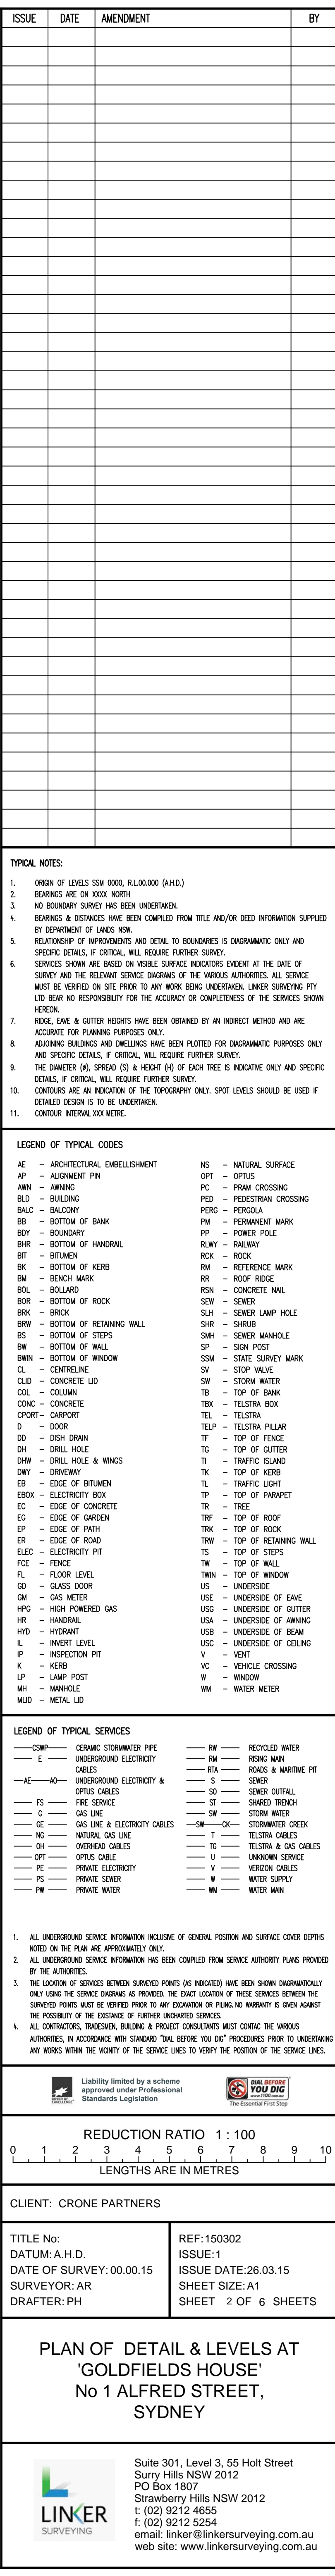 ISSUE DATE AMENDMENT BY
TYPICAL NOTES:
1. ORIGIN OF LEVELS SSM 0000, R.L.00.000 (A.H.D.)
2. BEARINGS ARE ON XXXX NORTH
3. NO BOUNDARY SURVEY HAS BEEN UNDERTAKEN.
4. BEARINGS & DISTANCES HAVE BEEN COMPILED FROM TITLE AND/OR DEED INFORMATION SUPPLIED
BY DEPARTMENT OF LANDS NSW.
5. RELATIONSHIP OF IMPROVEMENTS AND DETAIL TO BOUNDARIES IS DIAGRAMMATIC ONLY AND
SPECIFIC DETAILS, IF CRITICAL, WILL REQUIRE FURTHER SURVEY.
6. SERVICES SHOWN ARE BASED ON VISIBLE SURFACE INDICATORS EVIDENT AT THE DATE OF
SURVEY AND THE RELEVANT SERVICE DIAGRAMS OF THE VARIOUS AUTHORITIES. ALL SERVICE
MUST BE VERIFIED ON SITE PRIOR TO ANY WORK BEING UNDERTAKEN. LINKER SURVEYING PTY
LTD BEAR NO RESPONSIBILITY FOR THE ACCURACY OR COMPLETENESS OF THE SERVICES SHOWN
HEREON.
7. RIDGE, EAVE & GUTTER HEIGHTS HAVE BEEN OBTAINED BY AN INDIRECT METHOD AND ARE
ACCURATE FOR PLANNING PURPOSES ONLY.
8. ADJOINING BUILDINGS AND DWELLINGS HAVE BEEN PLOTTED FOR DIAGRAMMATIC PURPOSES ONLY
AND SPECIFIC DETAILS, IF CRITICAL, WILL REQUIRE FURTHER SURVEY.
9. THE DIAMETER (ø), SPREAD (S) & HEIGHT (H) OF EACH TREE IS INDICATIVE ONLY AND SPECIFIC
DETAILS, IF CRITICAL, WILL REQUIRE FURTHER SURVEY.
10. CONTOURS ARE AN INDICATION OF THE TOPOGRAPHY ONLY. SPOT LEVELS SHOULD BE USED IF
DETAILED DESIGN IS TO BE UNDERTAKEN.
11. CONTOUR INTERVAL XXX METRE.
LEGEND OF TYPICAL CODES
AE – ARCHITECTURAL EMBELLISHMENT
AP – ALIGNMENT PIN
AWN – AWNING
BLD – BUILDING
BALC – BALCONY
BB – BOTTOM OF BANK
BDY – BOUNDARY
BHR – BOTTOM OF HANDRAIL
BIT – BITUMEN
BK – BOTTOM OF KERB
BM – BENCH MARK
BOL – BOLLARD
BOR – BOTTOM OF ROCK
BRK – BRICK
BRW – BOTTOM OF RETAINING WALL
BS – BOTTOM OF STEPS
BW – BOTTOM OF WALL
BWIN – BOTTOM OF WINDOW
CL – CENTRELINE
CLID – CONCRETE LID
COL – COLUMN
CONC – CONCRETE
CPORT – CARPORT
D – DOOR
DD – DISH DRAIN
DH – DRILL HOLE
DHW – DRILL HOLE & WINGS
DWY – DRIVEWAY
EB – EDGE OF BITUMEN
EBOX – ELECTRICITY BOX
EC – EDGE OF CONCRETE
EG – EDGE OF GARDEN
EP – EDGE OF PATH
ER – EDGE OF ROAD
ELEC – ELECTRICITY PIT
FCE – FENCE
FL – FLOOR LEVEL
GD – GLASS DOOR
GM – GAS METER
HPG – HIGH POWERED GAS
HR – HANDRAIL
HYD – HYDRANT
IL – INVERT LEVEL
IP – INSPECTION PIT
K – KERB
LP – LAMP POST
MH – MANHOLE
MLID – METAL LID
NS – NATURAL SURFACE
OPT – OPTUS
PC – PRAM CROSSING
PED – PEDESTRIAN CROSSING
PERG – PERGOLA
PM – PERMANENT MARK
PP – POWER POLE
RLWY – RAILWAY
RCK – ROCK
RM – REFERENCE MARK
RR – ROOF RIDGE
RSN – CONCRETE NAIL
SEW – SEWER
SLH – SEWER LAMP HOLE
SHR – SHRUB
SMH – SEWER MANHOLE
SP – SIGN POST
SSM – STATE SURVEY MARK
SV – STOP VALVE
SW – STORM WATER
TB – TOP OF BANK
TBX – TELSTRA BOX
TEL – TELSTRA
TELP – TELSTRA PILLAR
TF – TOP OF FENCE
TG – TOP OF GUTTER
TI – TRAFFIC ISLAND
TK – TOP OF KERB
TL – TRAFFIC LIGHT
TP – TOP OF PARAPET
TR – TREE
TRF – TOP OF ROOF
TRK – TOP OF ROCK
TRW – TOP OF RETAINING WALL
TS – TOP OF STEPS
TW – TOP OF WALL
TWIN – TOP OF WINDOW
US – UNDERSIDE
USE – UNDERSIDE OF EAVE
USG – UNDERSIDE OF GUTTER
USA – UNDERSIDE OF AWNING
USB – UNDERSIDE OF BEAM
USC – UNDERSIDE OF CEILING
V – VENT
VC – VEHICLE CROSSING
W – WINDOW
WM – WATER METER
LEGEND OF TYPICAL SERVICES
CSWP CERAMIC STORMWATER PIPE
E UNDERGROUND ELECTRICITY
CABLES
AE AO UNDERGROUND ELECTRICITY &
OPTUS CABLES
FS FIRE SERVICE
G GAS LINE
GE GAS LINE & ELECTRICITY CABLES
NG NATURAL GAS LINE
OH OVERHEAD CABLES
OPT OPTUS CABLE
PE PRIVATE ELECTRICITY
PS PRIVATE SEWER
PW PRIVATE WATER
RW RECYCLED WATER
RM RISING MAIN
RTA ROADS & MARITIME PIT
S SEWER
SO SEWER OUTFALL
ST SHARED TRENCH
SW STORM WATER
SW CK STORMWATER CREEK
T TELSTRA CABLES
TG TELSTRA & GAS CABLES
U UNKNOWN SERVICE
V VERIZON CABLES
W WATER SUPPLY
WM WATER MAIN
1. ALL UNDERGROUND SERVICE INFORMATION INCLUSIVE OF GENERAL POSITION AND SURFACE COVER DEPTHS
NOTED ON THE PLAN ARE APPROXIMATELY ONLY.
2. ALL UNDERGROUND SERVICE INFORMATION HAS BEEN COMPILED FROM SERVICE AUTHORITY PLANS PROVIDED
BY THE AUTHORITIES.
3. THE LOCATION OF SERVICES BETWEEN SURVEYED POINTS (AS INDICATED) HAVE BEEN SHOWN DIAGRAMMATICALLY
ONLY USING THE SERVICE DIAGRAMS AS PROVIDED. THE EXACT LOCATION OF THESE SERVICES BETWEEN THE
SURVEYED POINTS MUST BE VERIFIED PRIOR TO ANY EXCAVATION OR PILING. NO WARRANTY IS GIVEN AGAINST
THE POSSIBILITY OF THE EXISTANCE OF FURTHER UNCHARTED SERVICES.
4. ALL CONTRACTORS, TRADESMEN, BUILDING & PROJECT CONSULTANTS MUST CONTAC THE VARIOUS
AUTHORITIES, IN ACCORDANCE WITH STANDARD "DIAL BEFORE YOU DIG" PROCEDURES PRIOR TO UNDERTAKING
ANY WORKS WITHIN THE VICINITY OF THE SERVICE LINES TO VERIFY THE POSITION OF THE SERVICE LINES.
Liability limited by a scheme
approved under Professional
Standards Legislation
DIAL BEFORE
YOU DIG
www.1100.com.au
The Essential First Step
REDUCTION RATIO 1 : 100
0 1 2 3 4 5 6 7 8 9 10
LENGTHS ARE IN METRES
CLIENT: CRONE PARTNERS
TITLE No:
DATUM: A.H.D.
DATE OF SURVEY: 00.00.15
SURVEYOR: AR
DRAFTER: PH
REF:150302
ISSUE:1
ISSUE DATE:26.03.15
SHEET SIZE:A1
SHEET 2 OF 6 SHEETS
PLAN OF DETAIL & LEVELS AT
'GOLDFIELDS HOUSE'
No 1 ALFRED STREET,
SYDNEY
LINKER
SURVEYING
Suite 301, Level 3, 55 Holt Street
Surry Hills NSW 2012
PO Box 1807
Strawberry Hills NSW 2012
t: (02) 9212 4655
f: (02) 9212 5254
email: linker@linkersurveying.com.au
web site: www.linkersurveying.com.au